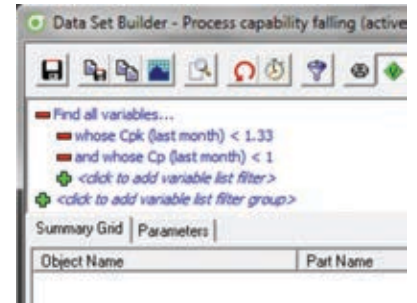 Data Set Builder - Process capability falling (active
Find all variables...
whose Cpk (last month) < 1.33
and whose Cp (last month) < 1
<click to add variable list filter>
<click to add variable list filter group>
Summary Grid Parameters
Object Name Part Name